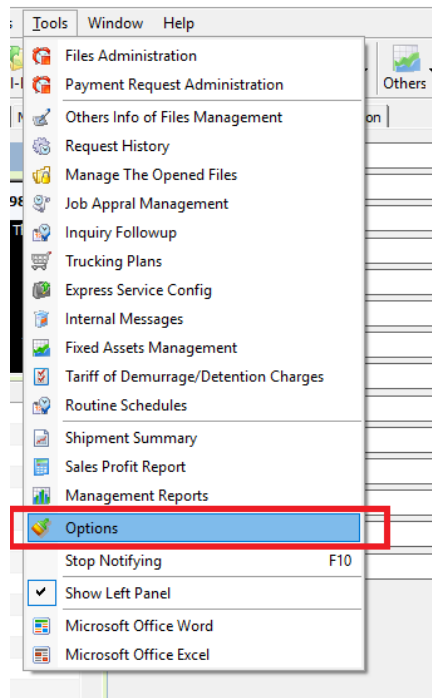 Tools Window Help
Files Administration
Payment Request Administration
Others
Others Info of Files Management
on
Request History
Manage The Opened Files
98
Job Appral Management
Inquiry Followup
Trucking Plans
Express Service Config
Internal Messages
Fixed Assets Management
Tariff of Demurrage/Detention Charges
Routine Schedules
Shipment Summary
Sales Profit Report
Management Reports
Options
Stop Notifying F10
Show Left Panel
Microsoft Office Word
Microsoft Office Excel